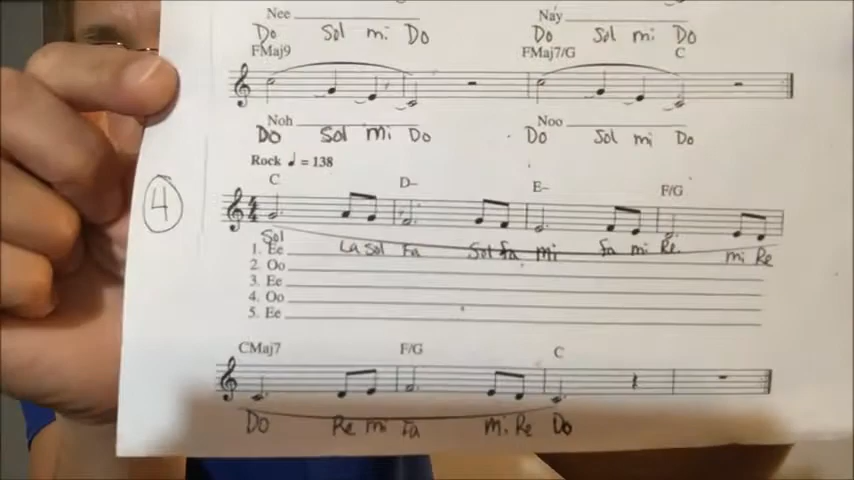 Nee Nay
Do Sol mi Do Do Sol mi Do
FMaj9 FMaj7/G C
Noh Noo
Do Sol mi Do Do Sol mi Do
Rock ♩ = 138
4
C D– E– F/G
Sol La Sol Fa Sol fa mi fa mi Re mi Re
1. Ee
2. Oo
3. Ee
4. Oo
5. Ee
CMaj7 F/G C
Do Re mi Fa mi Re Do